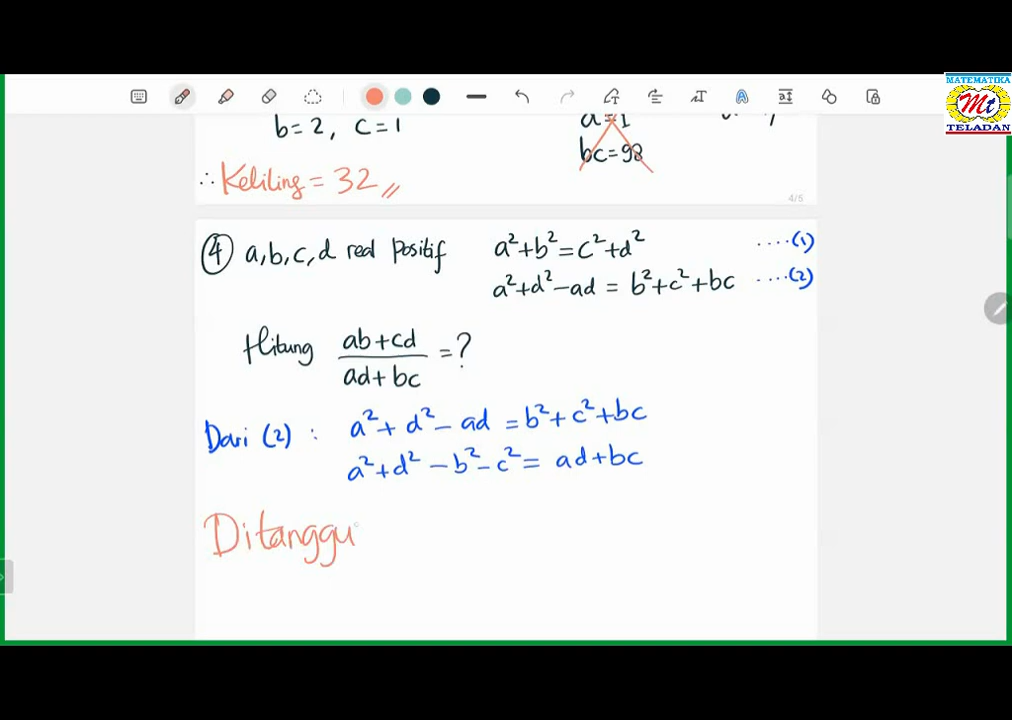 MATEMATIKA
Mt
TELADAN
b=2, c=1
a=1
bc=98
∴ Keliling = 32 //
4/5
④ a,b,c,d real positif a²+b²=c²+d² ....(1)
a²+d²-ad = b²+c²+bc ....(2)
Hitung (ab+cd)/(ad+bc) = ?
Dari (2) : a²+d²-ad = b²+c²+bc
a²+d²-b²-c² = ad+bc
Ditanggu